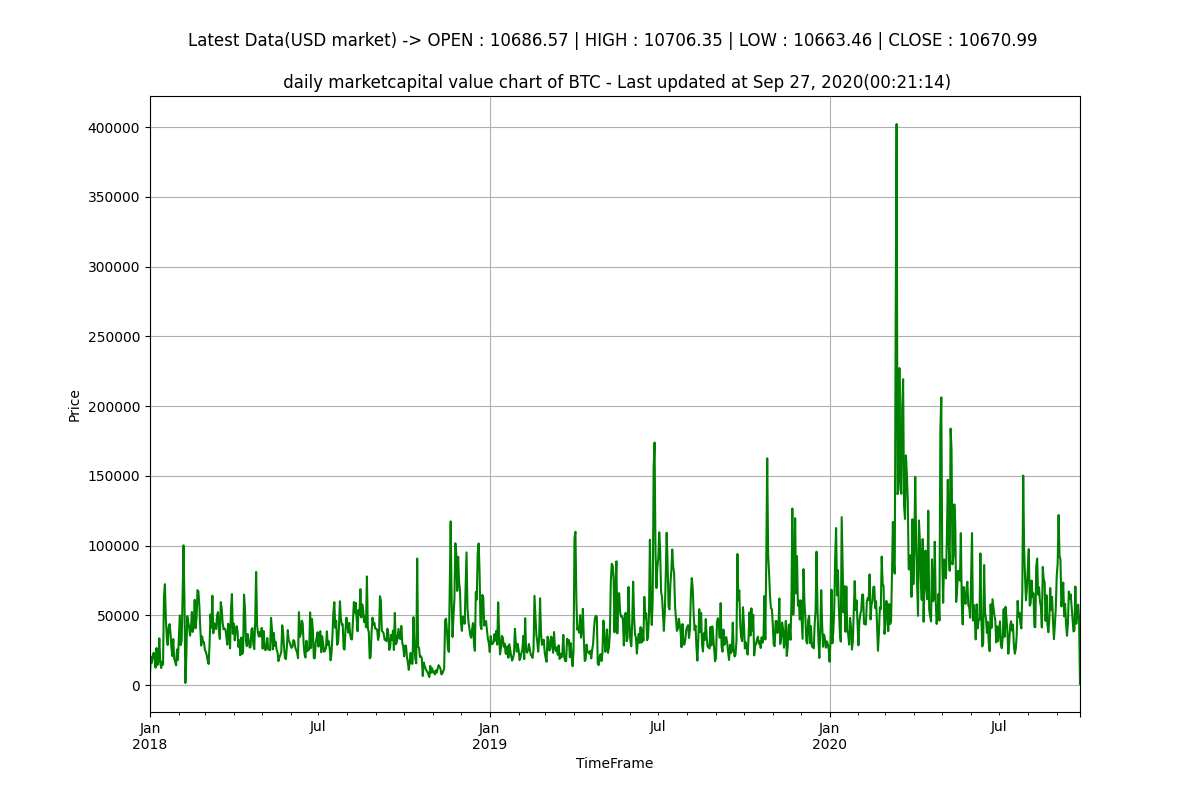 Latest Data(USD market) -> OPEN : 10686.57 | HIGH : 10706.35 | LOW : 10663.46 | CLOSE : 10670.99
daily marketcapital value chart of BTC - Last updated at Sep 27, 2020(00:21:14)
400000
350000
300000
250000
200000
150000
100000
50000
0
Price
Jan Jul Jan Jul Jan Jul
2018 2019 2020
TimeFrame